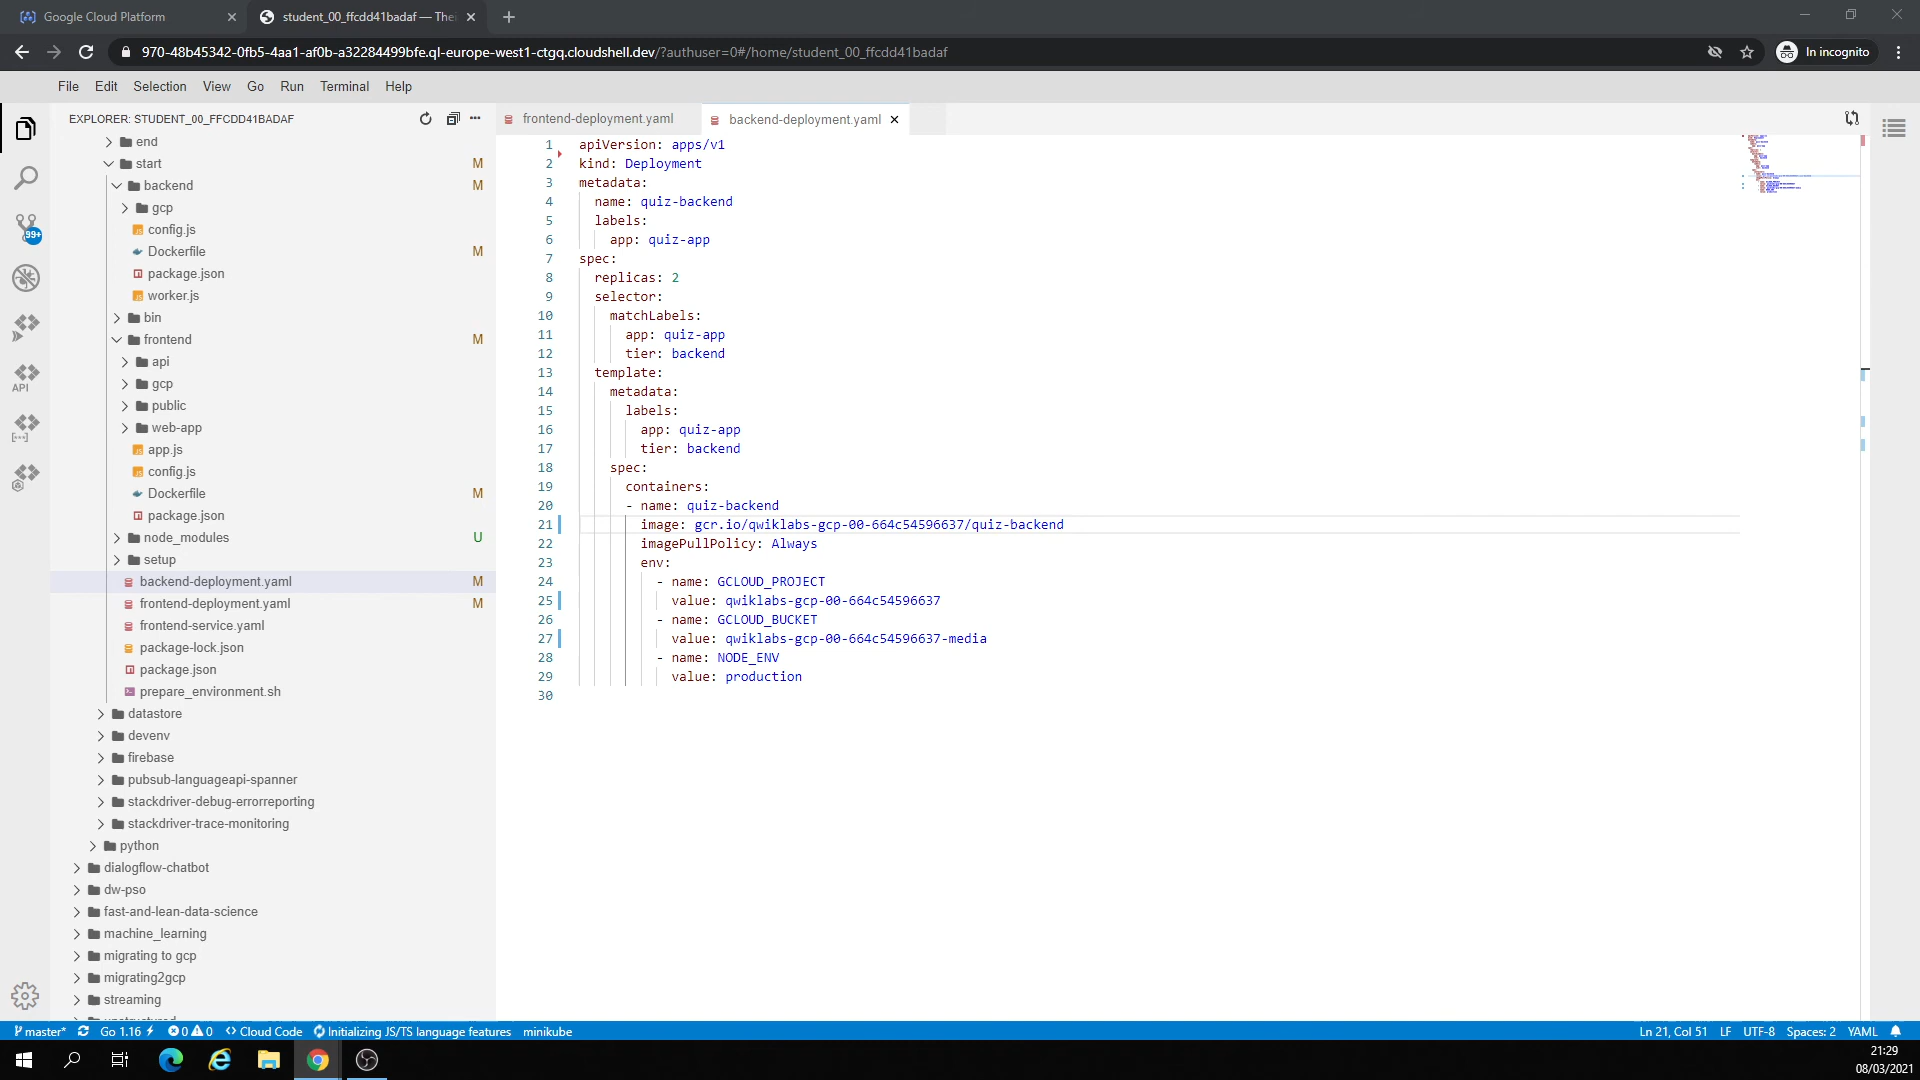 Google Cloud Platform
student_00_ffcdd41badaf — Thei
970-48b45342-0fb5-4aa1-af0b-a32284499bfe.ql-europe-west1-ctgq.cloudshell.dev/?authuser=0#/home/student_00_ffcdd41badaf
In incognito
File Edit Selection View Go Run Terminal Help
EXPLORER: STUDENT_00_FFCDD41BADAF
end
start M
backend M
gcp
config.js
Dockerfile M
package.json
worker.js
bin
frontend M
api
gcp
public
web-app
app.js
config.js
Dockerfile M
package.json
node_modules U
setup
backend-deployment.yaml M
frontend-deployment.yaml M
frontend-service.yaml
package-lock.json
package.json
prepare_environment.sh
datastore
devenv
firebase
pubsub-languageapi-spanner
stackdriver-debug-errorreporting
stackdriver-trace-monitoring
python
dialogflow-chatbot
dw-pso
fast-and-lean-data-science
machine_learning
migrating to gcp
migrating2gcp
streaming
99+
API
frontend-deployment.yaml
backend-deployment.yaml
1 apiVersion: apps/v1
2 kind: Deployment
3 metadata:
4 name: quiz-backend
5 labels:
6 app: quiz-app
7 spec:
8 replicas: 2
9 selector:
10 matchLabels:
11 app: quiz-app
12 tier: backend
13 template:
14 metadata:
15 labels:
16 app: quiz-app
17 tier: backend
18 spec:
19 containers:
20 - name: quiz-backend
21 image: gcr.io/qwiklabs-gcp-00-664c54596637/quiz-backend
22 imagePullPolicy: Always
23 env:
24 - name: GCLOUD_PROJECT
25 value: qwiklabs-gcp-00-664c54596637
26 - name: GCLOUD_BUCKET
27 value: qwiklabs-gcp-00-664c54596637-media
28 - name: NODE_ENV
29 value: production
30
master* Go 1.16 0 0 <> Cloud Code Initializing JS/TS language features minikube
Ln 21, Col 51 LF UTF-8 Spaces: 2 YAML
21:29
08/03/2021